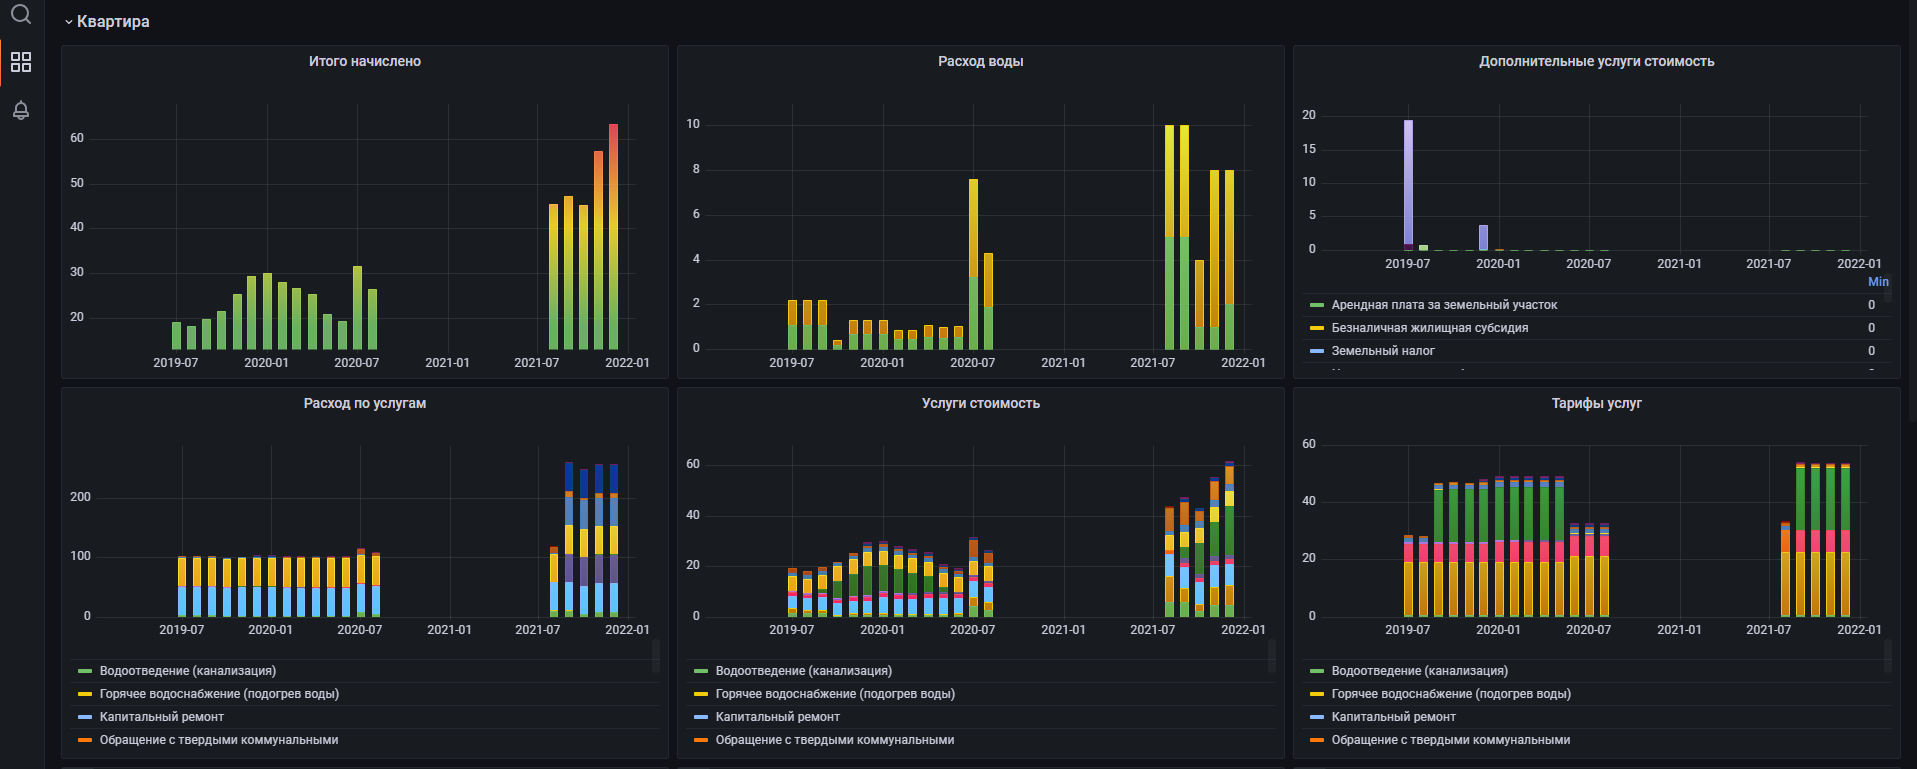 Квартира
Итого начислено
60
50
40
30
20
2019-07 2020-01 2020-07 2021-01 2021-07 2022-01
Расход воды
10
8
6
4
2
0
2019-07 2020-01 2020-07 2021-01 2021-07 2022-01
Дополнительные услуги стоимость
20
15
10
5
0
2019-07 2020-01 2020-07 2021-01 2021-07 2022-01
Min
Арендная плата за земельный участок 0
Безналичная жилищная субсидия 0
Земельный налог 0
Расход по услугам
200
100
0
2019-07 2020-01 2020-07 2021-01 2021-07 2022-01
Водоотведение (канализация)
Горячее водоснабжение (подогрев воды)
Капитальный ремонт
Обращение с твердыми коммунальными
Услуги стоимость
60
40
20
0
2019-07 2020-01 2020-07 2021-01 2021-07 2022-01
Водоотведение (канализация)
Горячее водоснабжение (подогрев воды)
Капитальный ремонт
Обращение с твердыми коммунальными
Тарифы услуг
60
40
20
0
2019-07 2020-01 2020-07 2021-01 2021-07 2022-01
Водоотведение (канализация)
Горячее водоснабжение (подогрев воды)
Капитальный ремонт
Обращение с твердыми коммунальными